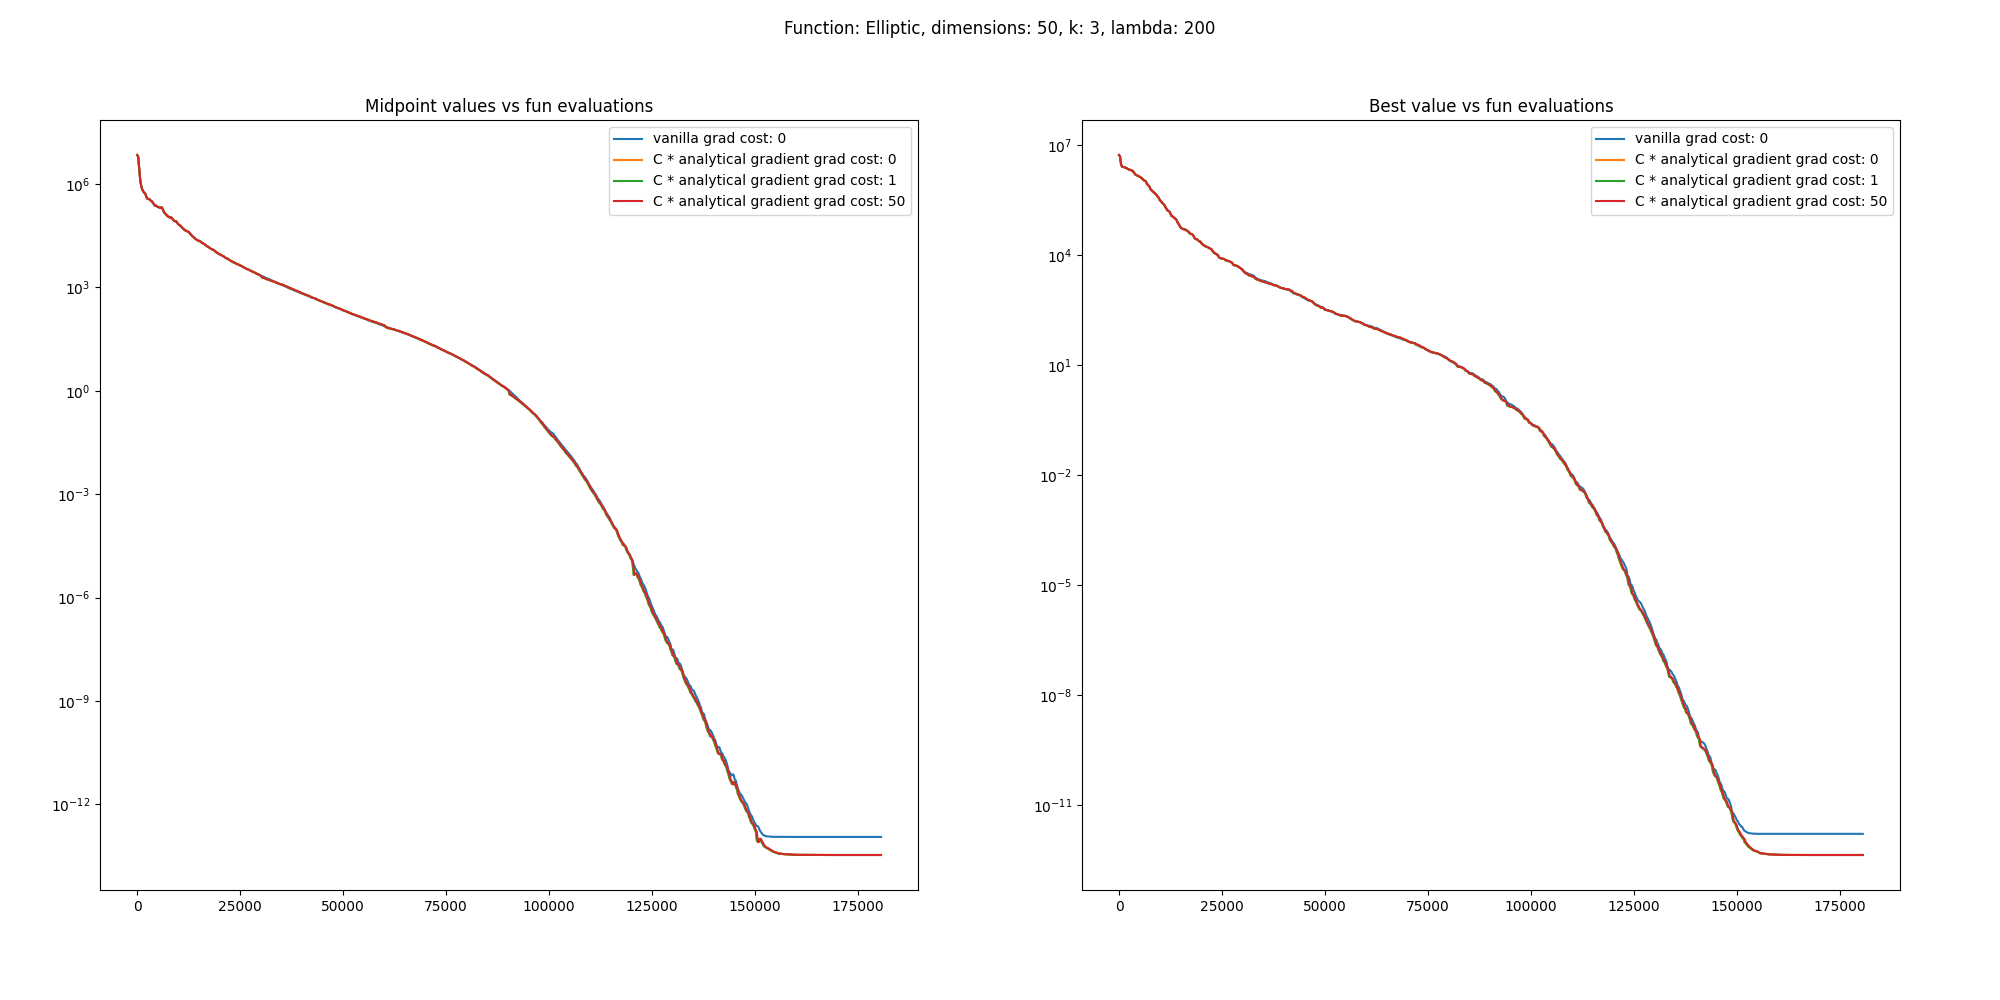 Function: Elliptic, dimensions: 50, k: 3, lambda: 200
Midpoint values vs fun evaluations
vanilla grad cost: 0
C * analytical gradient grad cost: 0
C * analytical gradient grad cost: 1
C * analytical gradient grad cost: 50
10^6
10^3
10^0
10^-3
10^-6
10^-9
10^-12
0 25000 50000 75000 100000 125000 150000 175000
Best value vs fun evaluations
vanilla grad cost: 0
C * analytical gradient grad cost: 0
C * analytical gradient grad cost: 1
C * analytical gradient grad cost: 50
10^7
10^4
10^1
10^-2
10^-5
10^-8
10^-11
0 25000 50000 75000 100000 125000 150000 175000